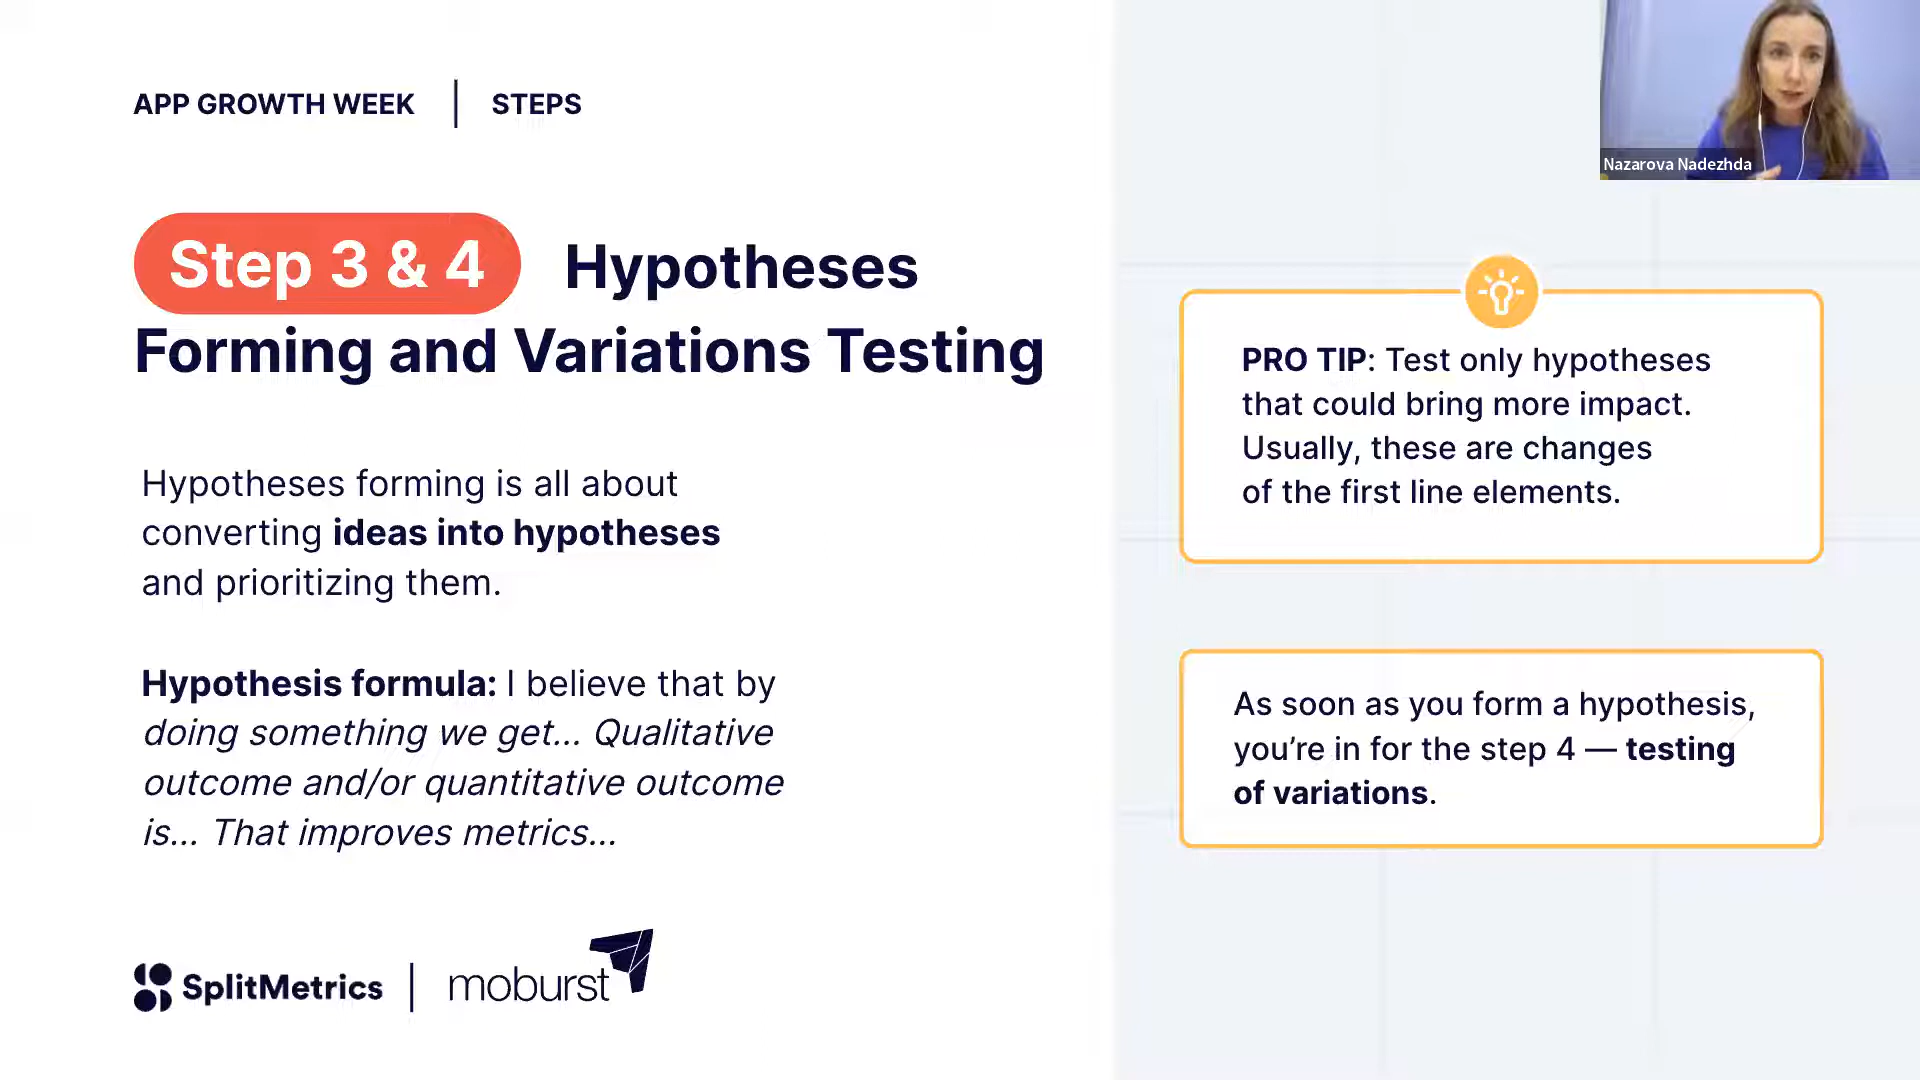 APP GROWTH WEEK | STEPS
Nazarova Nadezhda
Step 3 & 4 Hypotheses
Forming and Variations Testing
Hypotheses forming is all about
converting ideas into hypotheses
and prioritizing them.
Hypothesis formula: I believe that by
doing something we get... Qualitative
outcome and/or quantitative outcome
is... That improves metrics...
PRO TIP: Test only hypotheses
that could bring more impact.
Usually, these are changes
of the first line elements.
As soon as you form a hypothesis,
you’re in for the step 4 — testing
of variations.
SplitMetrics | moburst